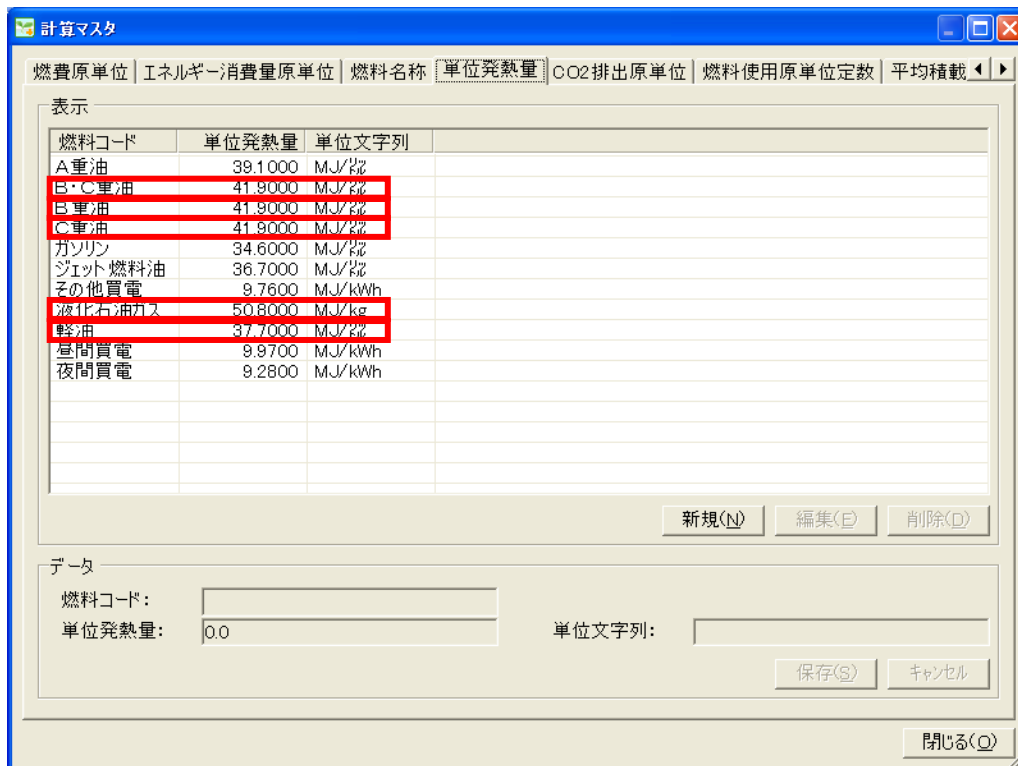 計算マスタ
燃費原単位 エネルギー消費量原単位 燃料名称 単位発熱量 CO2排出原単位 燃料使用原単位定数 平均積載
表示
燃料コード 単位発熱量 単位文字列
A重油 39.1000 MJ/㍑
B・C重油 41.9000 MJ/㍑
B重油 41.9000 MJ/㍑
C重油 41.9000 MJ/㍑
ガソリン 34.6000 MJ/㍑
ジェット燃料油 36.7000 MJ/㍑
その他買電 9.7600 MJ/kWh
液化石油ガス 50.8000 MJ/kg
軽油 37.7000 MJ/㍑
昼間買電 9.9700 MJ/kWh
夜間買電 9.2800 MJ/kWh
新規(N) 編集(E) 削除(D)
データ
燃料コード:
単位発熱量: 0.0 単位文字列:
保存(S) キャンセル
閉じる(O)